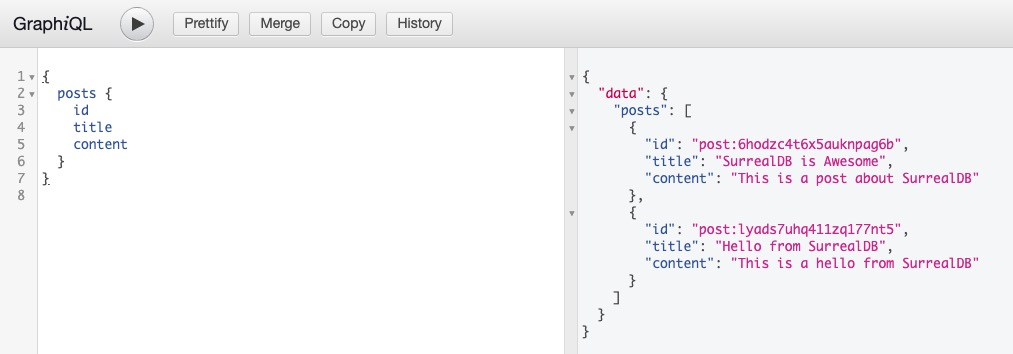 GraphiQL Prettify Merge Copy History
1 {
2 posts {
3 id
4 title
5 content
6 }
7 }
8
{
"data": {
"posts": [
{
"id": "post:6hodzc4t6x5auknpag6b",
"title": "SurrealDB is Awesome",
"content": "This is a post about SurrealDB"
},
{
"id": "post:lyads7uhq411zq177nt5",
"title": "Hello from SurrealDB",
"content": "This is a hello from SurrealDB"
}
]
}
}